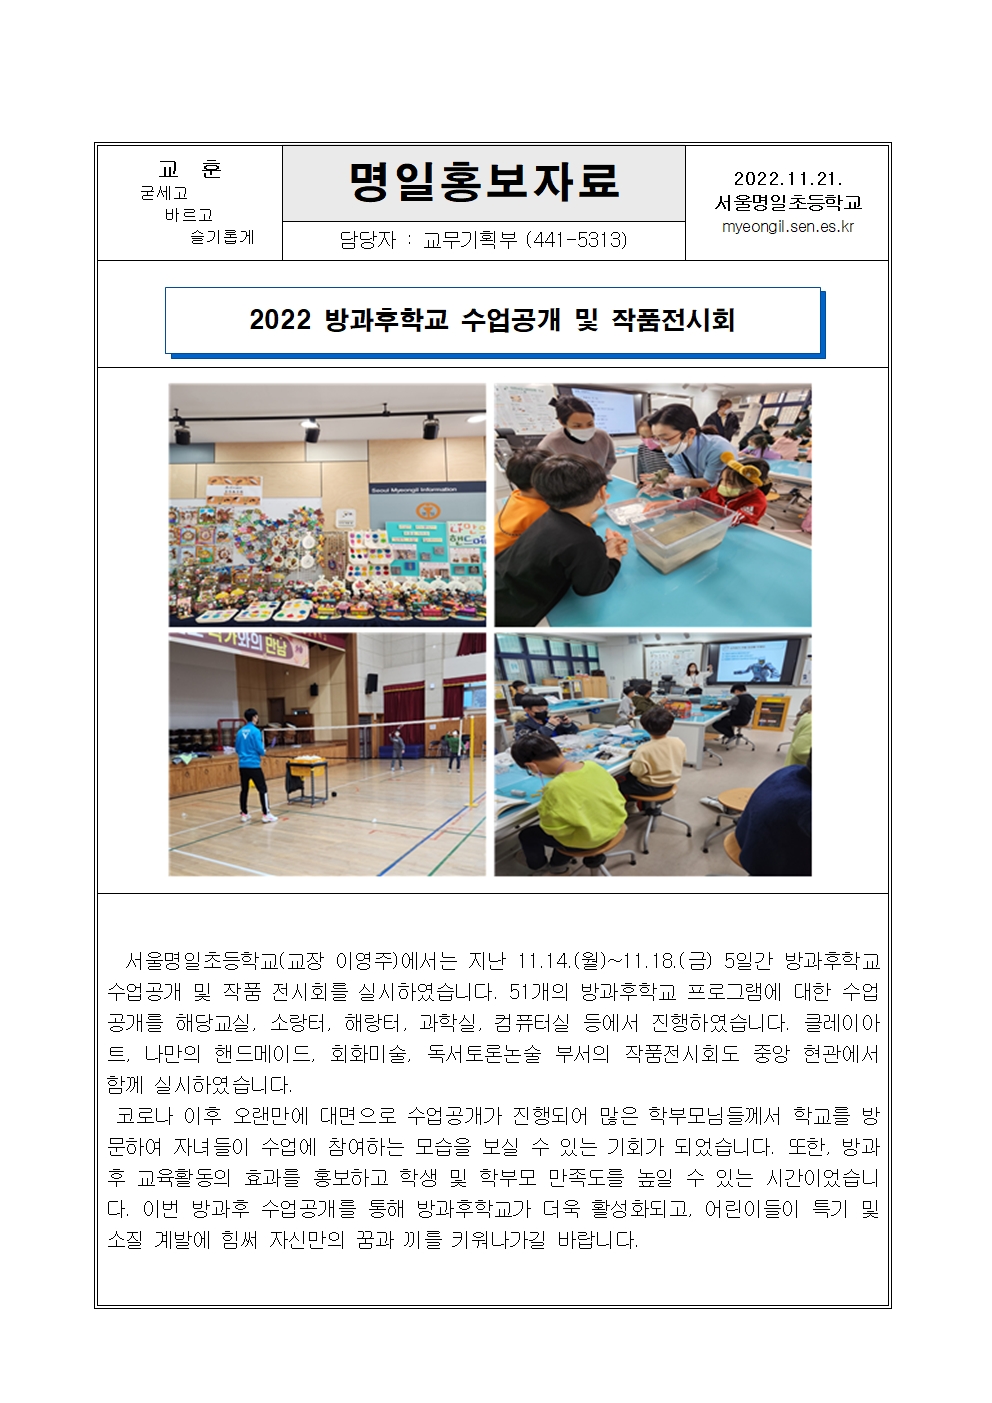 교 훈
굳세고
바르고
슬기롭게
명일홍보자료
담당자 : 교무기획부 (441-5313)
2022.11.21.
서울명일초등학교
myeongil.sen.es.kr
2022 방과후학교 수업공개 및 작품전시회
Seoul Myeongil Information
나만의
핸드메
작가와의 만남
서울명일초등학교(교장 이영주)에서는 지난 11.14.(월)~11.18.(금) 5일간 방과후학교
수업공개 및 작품 전시회를 실시하였습니다. 51개의 방과후학교 프로그램에 대한 수업
공개를 해당교실, 소랑터, 해랑터, 과학실, 컴퓨터실 등에서 진행하였습니다. 클레이아
트, 나만의 핸드메이드, 회화미술, 독서토론논술 부서의 작품전시회도 중앙 현관에서
함께 실시하였습니다.
코로나 이후 오랜만에 대면으로 수업공개가 진행되어 많은 학부모님들께서 학교를 방
문하여 자녀들이 수업에 참여하는 모습을 보실 수 있는 기회가 되었습니다. 또한, 방과
후 교육활동의 효과를 홍보하고 학생 및 학부모 만족도를 높일 수 있는 시간이었습니
다. 이번 방과후 수업공개를 통해 방과후학교가 더욱 활성화되고, 어린이들이 특기 및
소질 계발에 힘써 자신만의 꿈과 끼를 키워나가길 바랍니다.